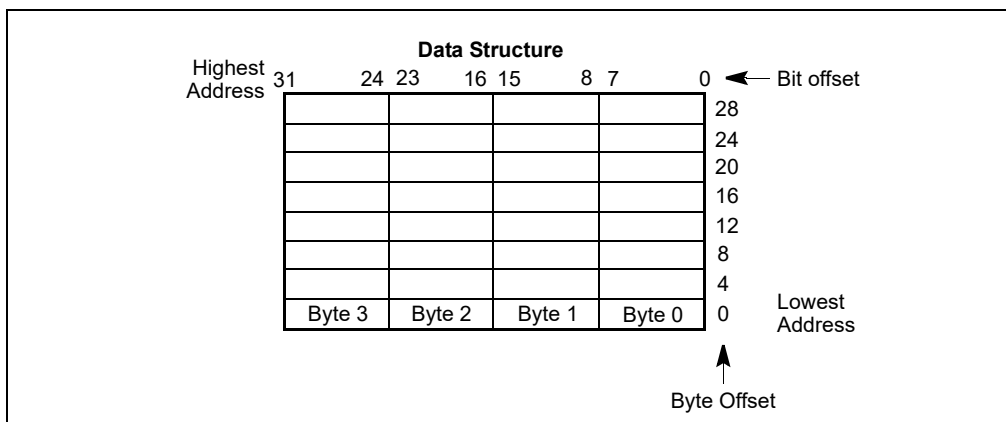 Data Structure
Highest
Address
31 24 23 16 15 8 7 0 Bit offset
28
24
20
16
12
8
4
Byte 3 Byte 2 Byte 1 Byte 0 0
Lowest
Address
Byte Offset